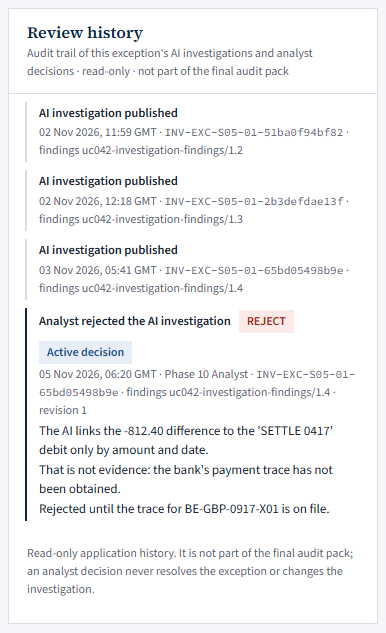 Review history
Audit trail of this exception's AI investigations and analyst
decisions · read-only · not part of the final audit pack
AI investigation published
02 Nov 2026, 11:59 GMT · INV-EXC-S05-01-51ba0f94bf82 ·
findings uc042-investigation-findings/1.2
AI investigation published
02 Nov 2026, 12:18 GMT · INV-EXC-S05-01-2b3defdae13f ·
findings uc042-investigation-findings/1.3
AI investigation published
03 Nov 2026, 05:41 GMT · INV-EXC-S05-01-65bd05498b9e ·
findings uc042-investigation-findings/1.4
Analyst rejected the AI investigation REJECT
Active decision
05 Nov 2026, 06:20 GMT · Phase 10 Analyst · INV-EXC-S05-01-
65bd05498b9e · findings uc042-investigation-findings/1.4 ·
revision 1
The AI links the -812.40 difference to the 'SETTLE 0417'
debit only by amount and date.
That is not evidence: the bank's payment trace has not
been obtained.
Rejected until the trace for BE-GBP-0917-X01 is on file.
Read-only application history. It is not part of the final audit pack;
an analyst decision never resolves the exception or changes the
investigation.